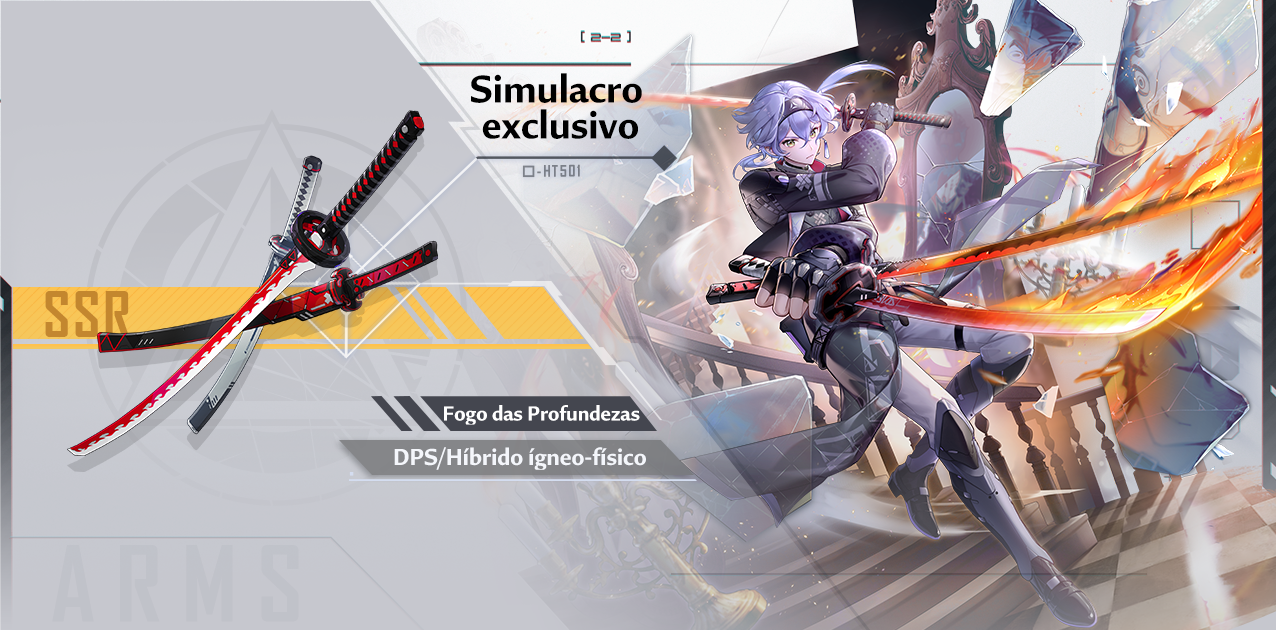 [ 2-2 ]
Simulacro
exclusivo
-HT501
SSR
Fogo das Profundezas
DPS/Híbrido ígneo-físico
ARMS